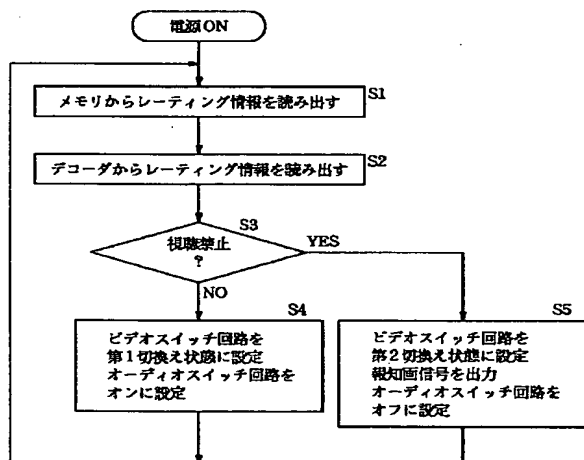 電源ON
メモリからレーティング情報を読み出す
S1
デコーダからレーティング情報を読み出す
S2
視聴禁止
?
S3
YES
NO
S4
ビデオスイッチ回路を
第1切換え状態に設定
オーディオスイッチ回路を
オンに設定
S5
ビデオスイッチ回路を
第2切換え状態に設定
報知画信号を出力
オーディオスイッチ回路を
オフに設定